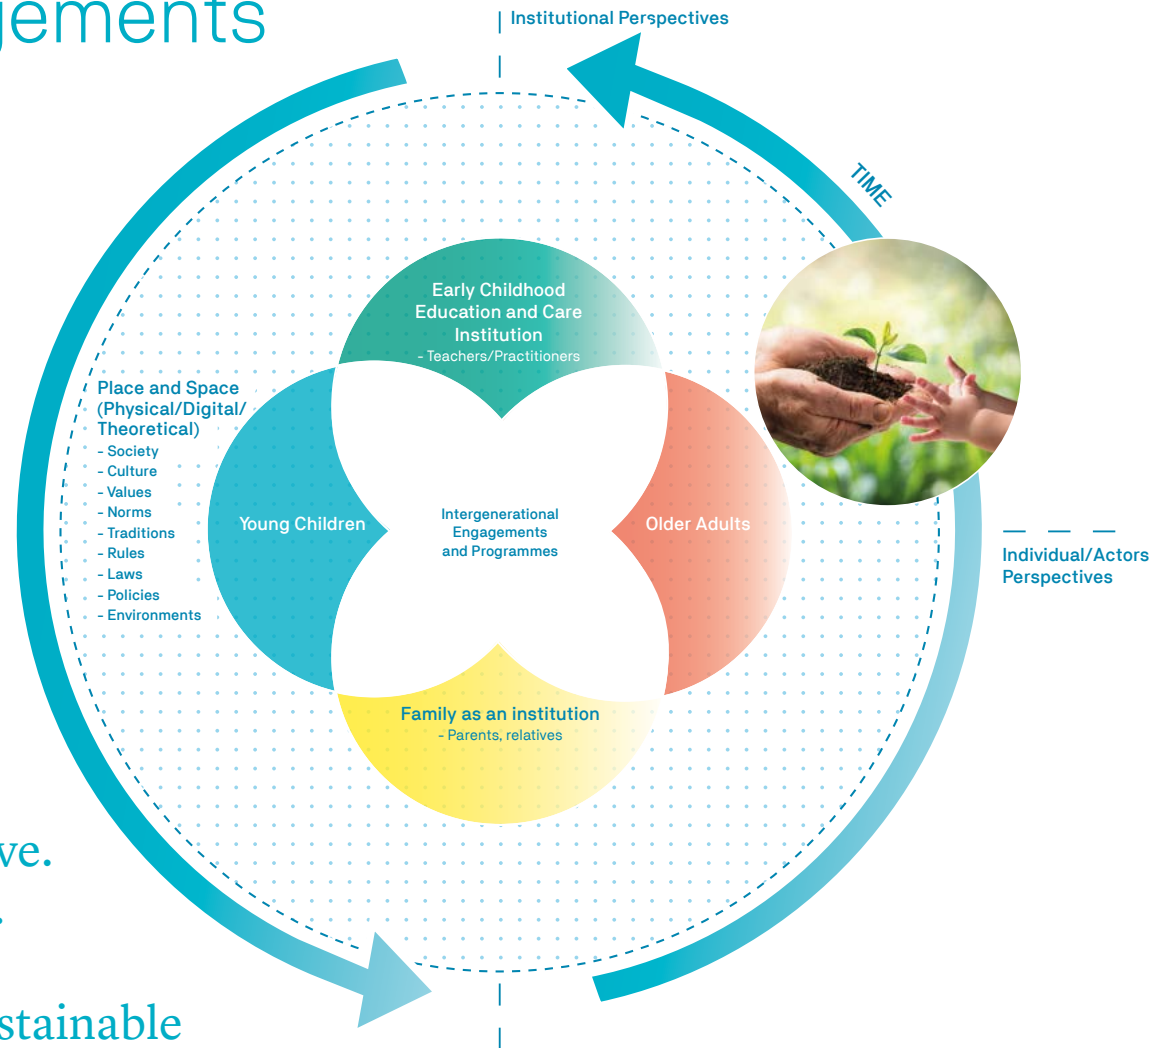 gements
Institutional Perspectives
TIME
Early Childhood
Education and Care
Institution
- Teachers/Practitioners
Place and Space
(Physical/Digital/
Theoretical)
- Society
- Culture
- Values
- Norms
- Traditions
- Rules
- Laws
- Policies
- Environments
Young Children
Intergenerational
Engagements
and Programmes
Older Adults
Individual/Actors
Perspectives
Family as an institution
- Parents, relatives
ve.
.
stainable